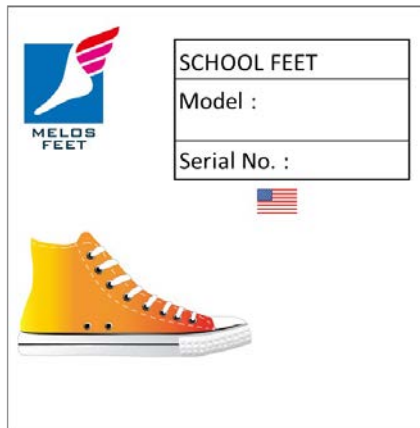 MELOS
FEET
SCHOOL FEET
Model :
Serial No. :